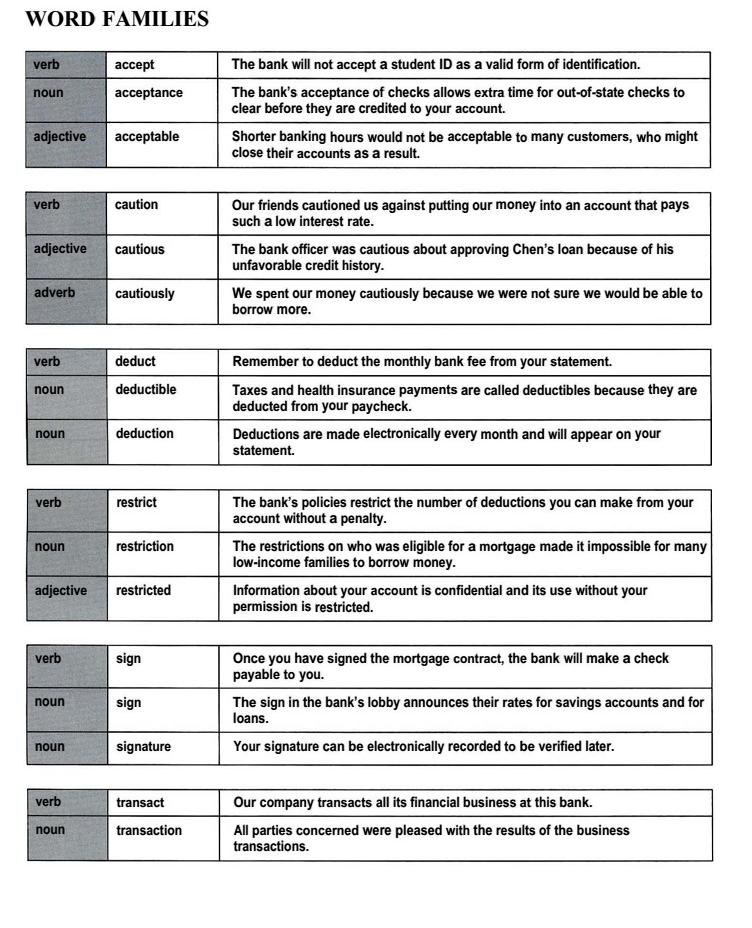 WORD FAMILIES
verb accept The bank will not accept a student ID as a valid form of identification.
noun acceptance The bank's acceptance of checks allows extra time for out-of-state checks to
clear before they are credited to your account.
adjective acceptable Shorter banking hours would not be acceptable to many customers, who might
close their accounts as a result.
verb caution Our friends cautioned us against putting our money into an account that pays
such a low interest rate.
adjective cautious The bank officer was cautious about approving Chen's loan because of his
unfavorable credit history.
adverb cautiously We spent our money cautiously because we were not sure we would be able to
borrow more.
verb deduct Remember to deduct the monthly bank fee from your statement.
noun deductible Taxes and health insurance payments are called deductibles because they are
deducted from your paycheck.
noun deduction Deductions are made electronically every month and will appear on your
statement.
verb restrict The bank's policies restrict the number of deductions you can make from your
account without a penalty.
noun restriction The restrictions on who was eligible for a mortgage made it impossible for many
low-income families to borrow money.
adjective restricted Information about your account is confidential and its use without your
permission is restricted.
verb sign Once you have signed the mortgage contract, the bank will make a check
payable to you.
noun sign The sign in the bank's lobby announces their rates for savings accounts and for
loans.
noun signature Your signature can be electronically recorded to be verified later.
verb transact Our company transacts all its financial business at this bank.
noun transaction All parties concerned were pleased with the results of the business
transactions.